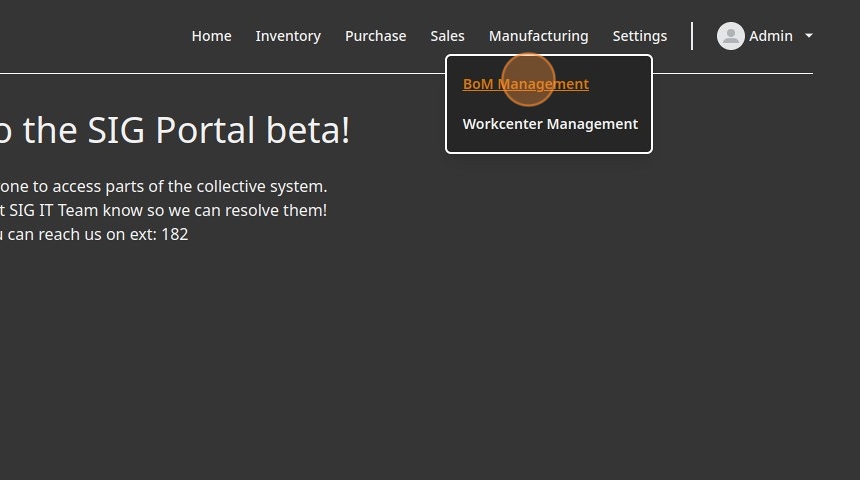 Home Inventory Purchase Sales Manufacturing Settings Admin
BoM Management
Workcenter Management
o the SIG Portal beta!
one to access parts of the collective system.
t SIG IT Team know so we can resolve them!
u can reach us on ext: 182